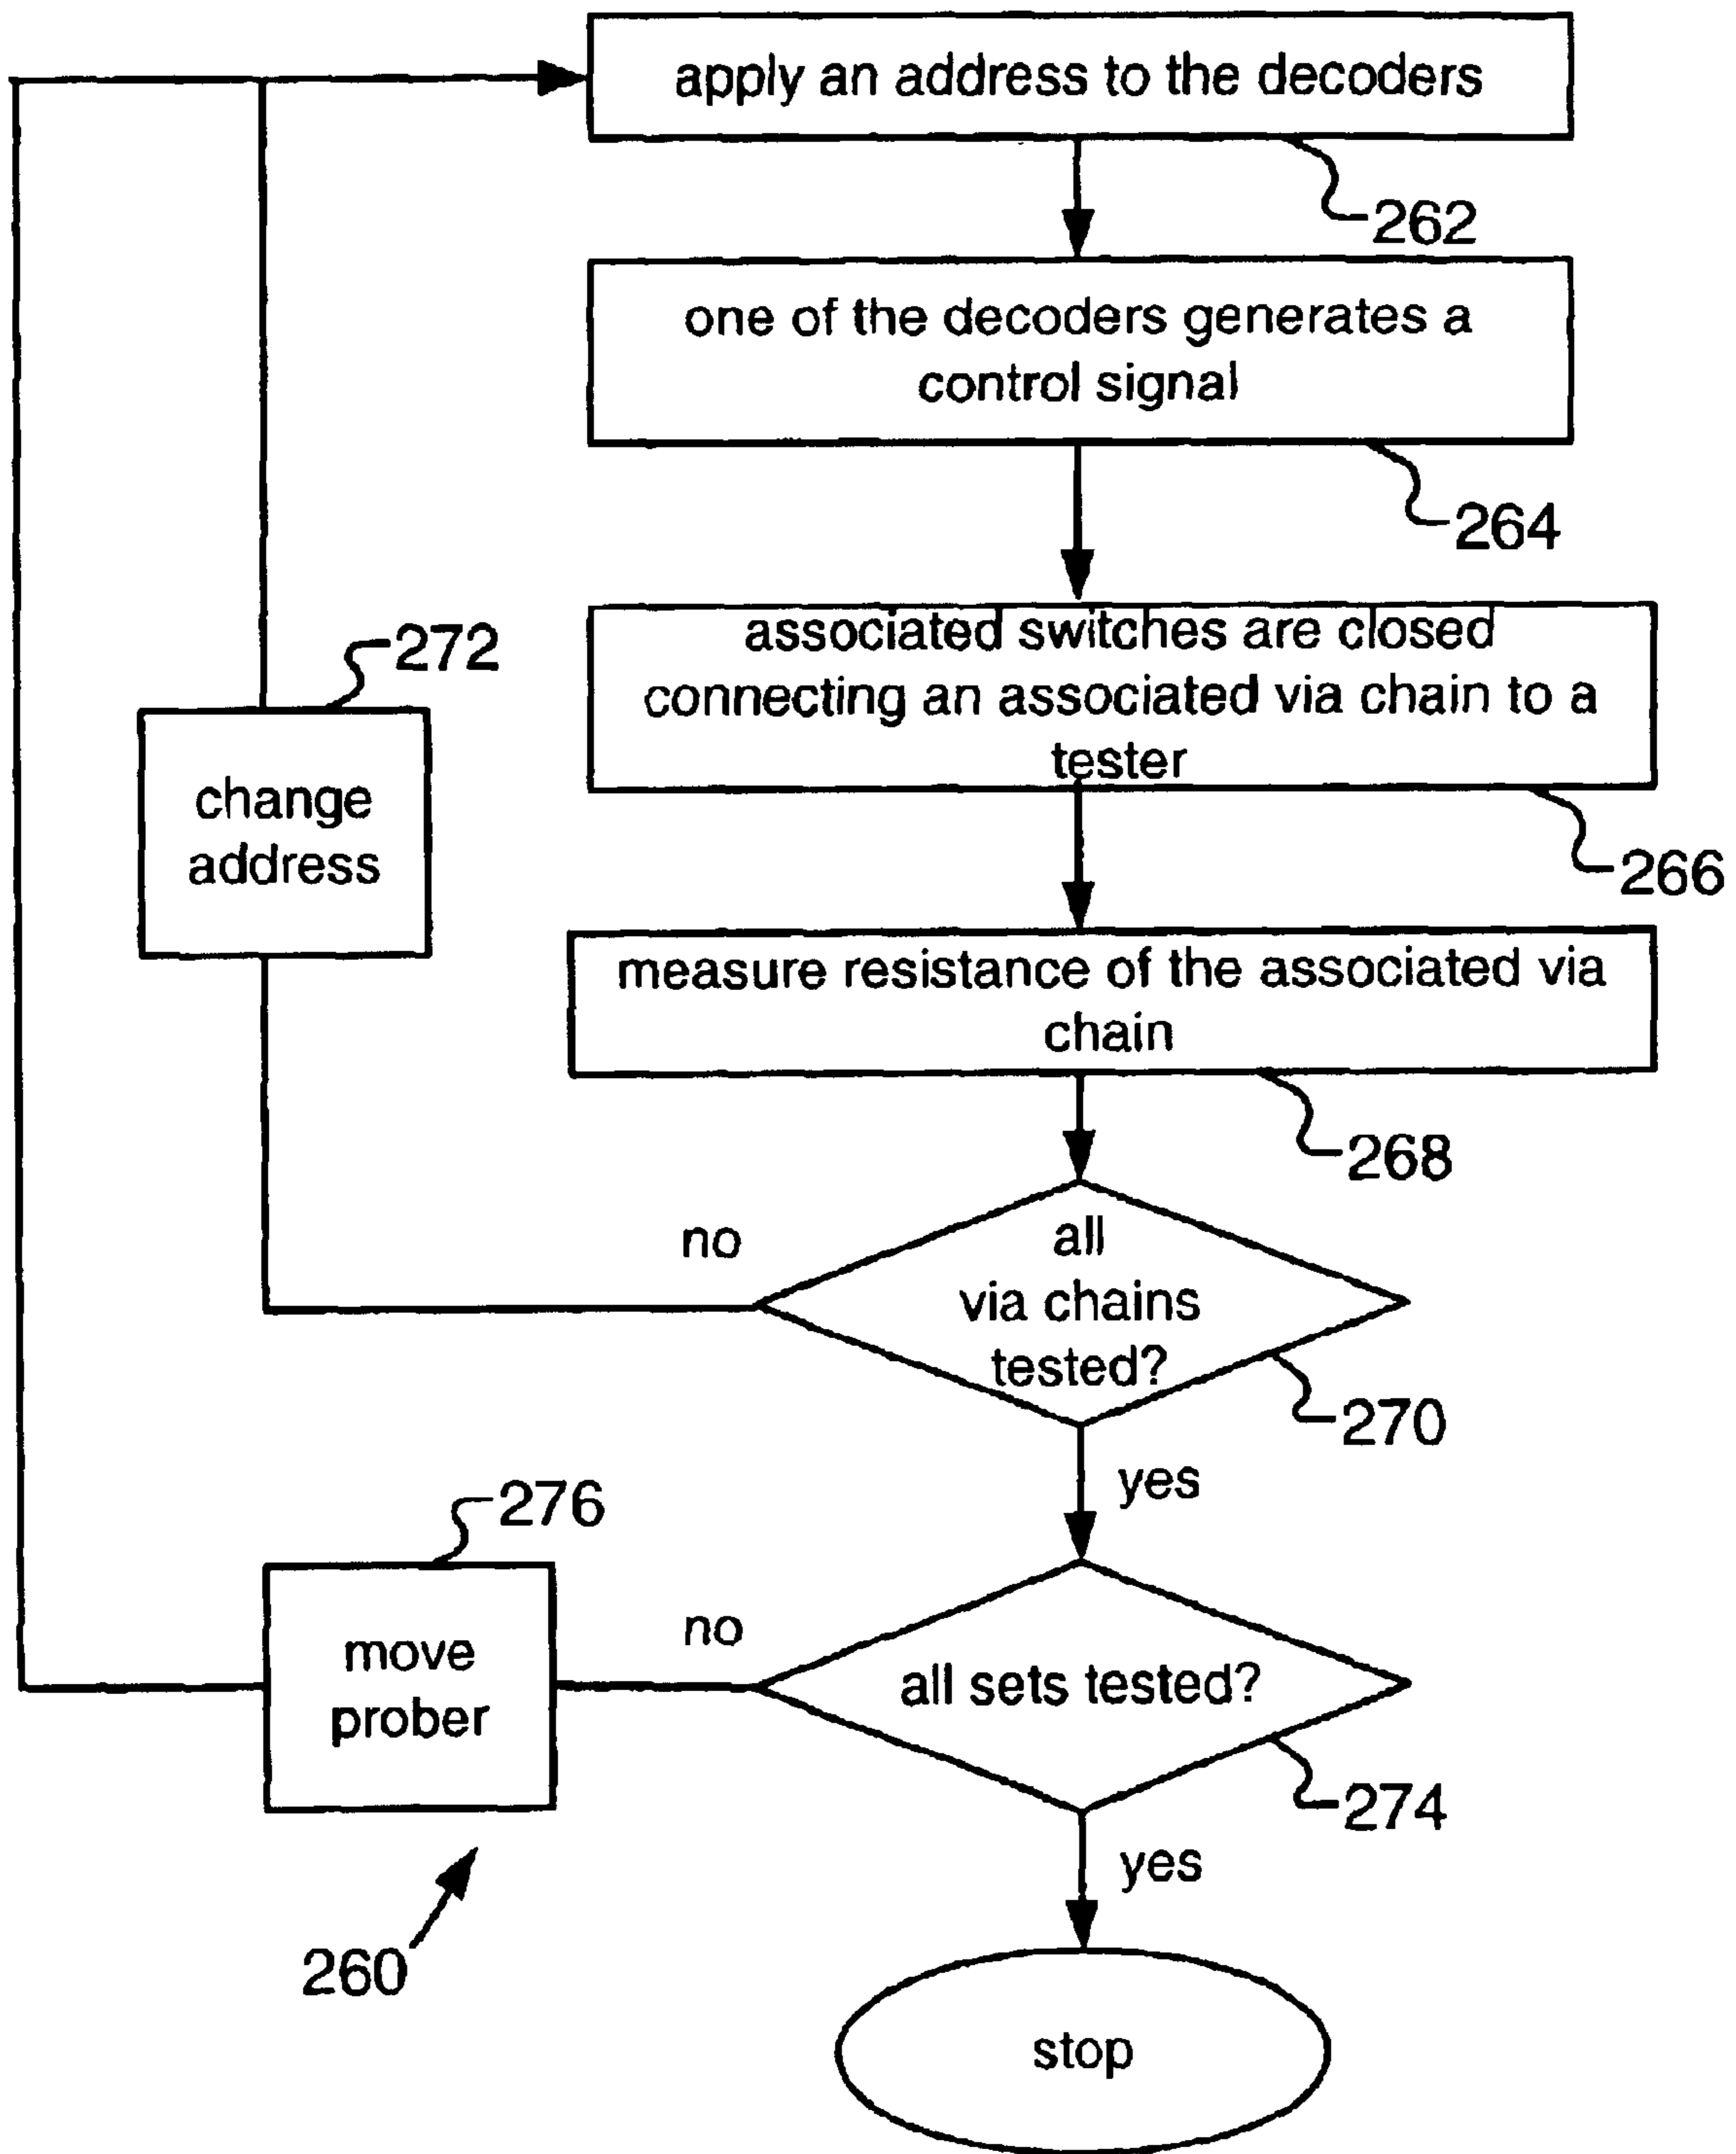 apply an address to the decoders
262
one of the decoders generates a
control signal
264
associated switches are closed
connecting an associated via chain to a
tester
266
272
change
address
measure resistance of the associated via
chain
268
no
all
via chains
tested?
270
yes
276
move
prober
no
all sets tested?
274
yes
260
stop